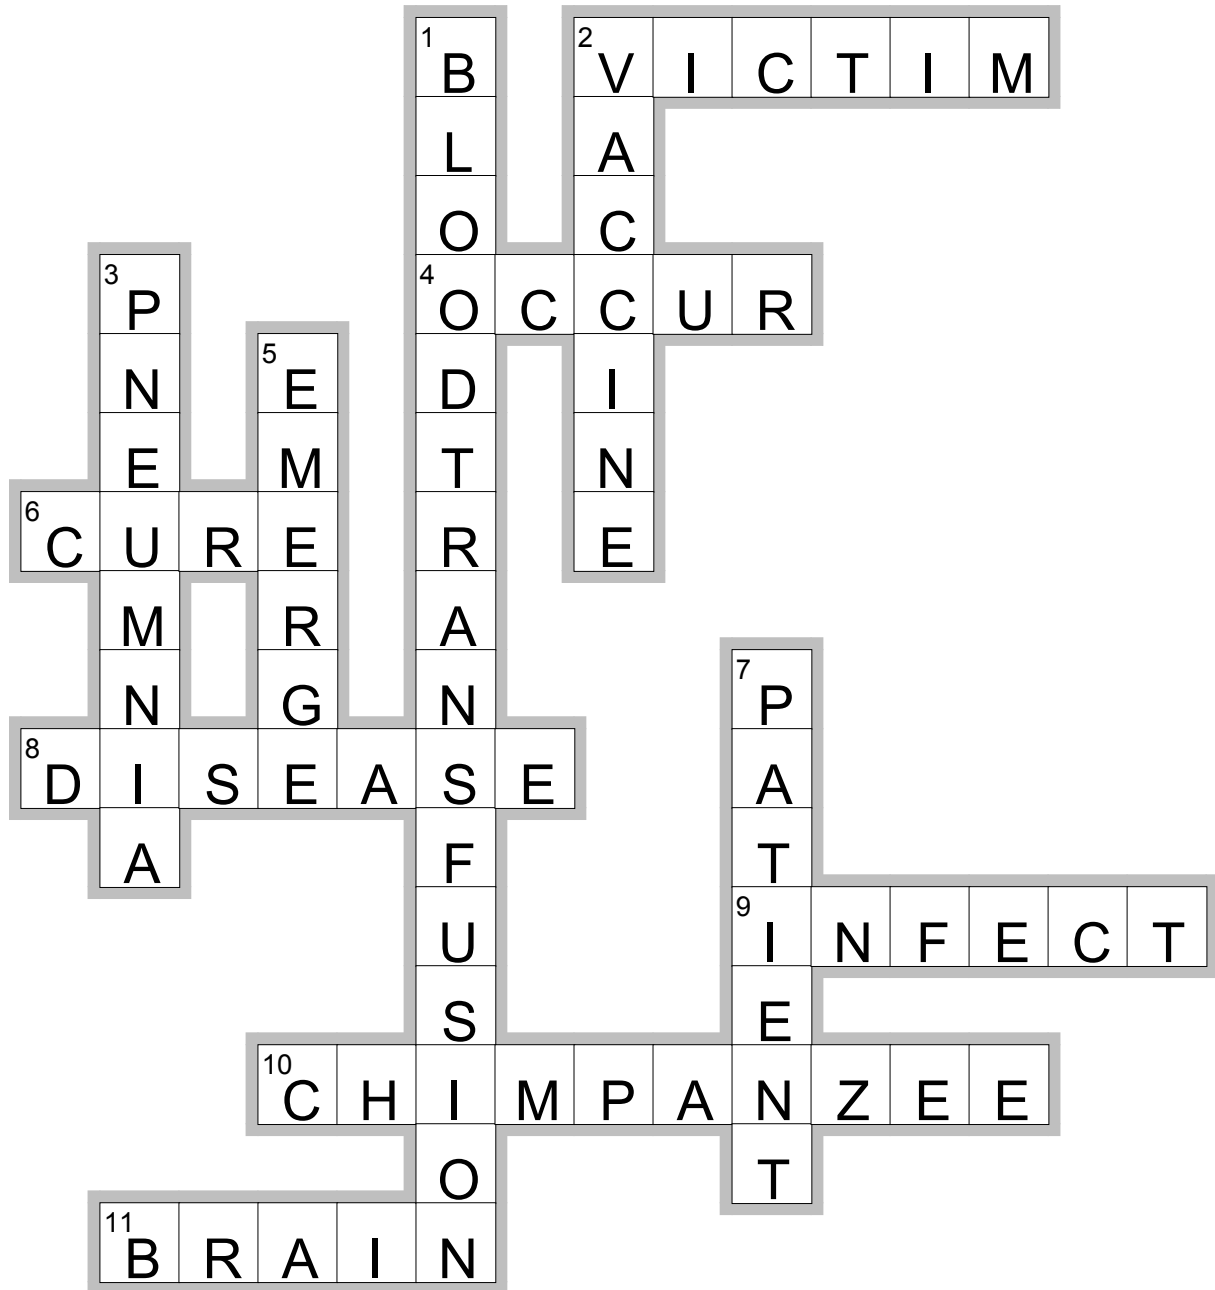 1 B 2 V I C T I M
L A
O C
3 P 4 O C C U R
N 5 E D I
E M T N
6 C U R E R E
M R A
N G N 7 P
8 D I S E A S E A
A F T
U 9 I N F E C T
S E
10 C H I M P A N Z E E
O T
11 B R A I N